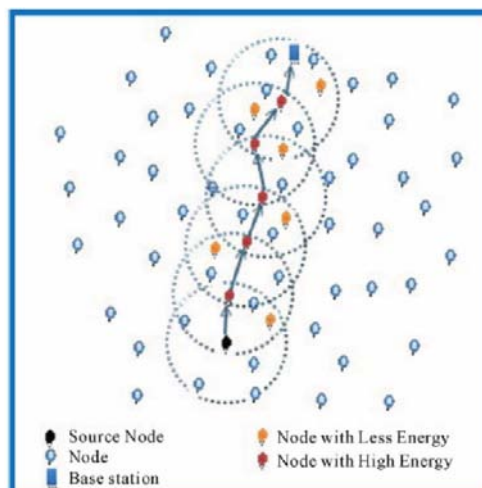 Source Node
Node
Base station
Node with Less Energy
Node with High Energy